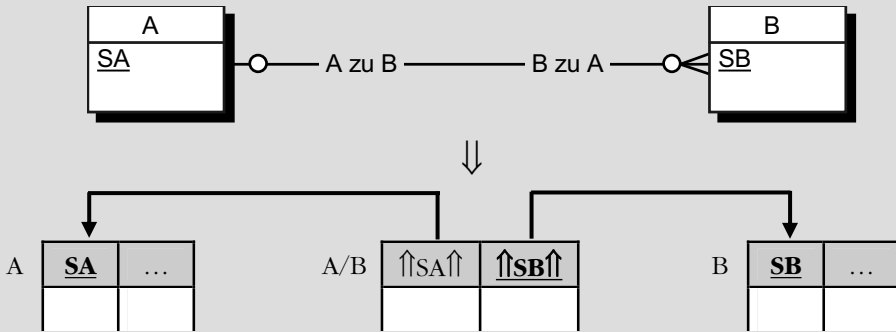 A B
SA SB
A zu B B zu A
⇓
A SA ... A/B ⇑SA⇑ ⇑SB⇑ B SB ...